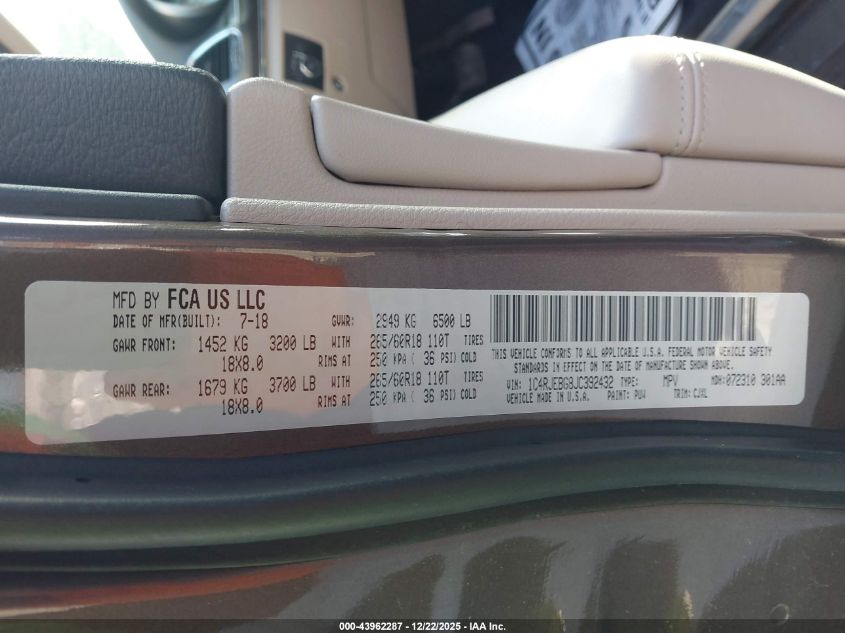 MFD BY FCA US LLC
DATE OF MFR(BUILT): 7-18 GVWR: 2949 KG 6500 LB
GAWR FRONT: 1452 KG 3200 LB WITH 265/60R18 110T TIRES
18X8.0 RIMS AT 250 KPA ( 36 PSI) COLD
GAWR REAR: 1679 KG 3700 LB WITH 265/60R18 110T TIRES
18X8.0 RIMS AT 250 KPA ( 36 PSI) COLD
THIS VEHICLE CONFORMS TO ALL APPLICABLE U.S.A. FEDERAL MOTOR VEHICLE SAFETY
STANDARDS IN EFFECT ON THE DATE OF MANUFACTURE SHOWN ABOVE.
VIN: 1C4RJEBG8JC392432 TYPE: MPV MDH: 072310 301AA
VEHICLE MADE IN U.S.A. PAINT: PUW TRIM: CJXL
000-43962287 - 12/22/2025 - IAA Inc.